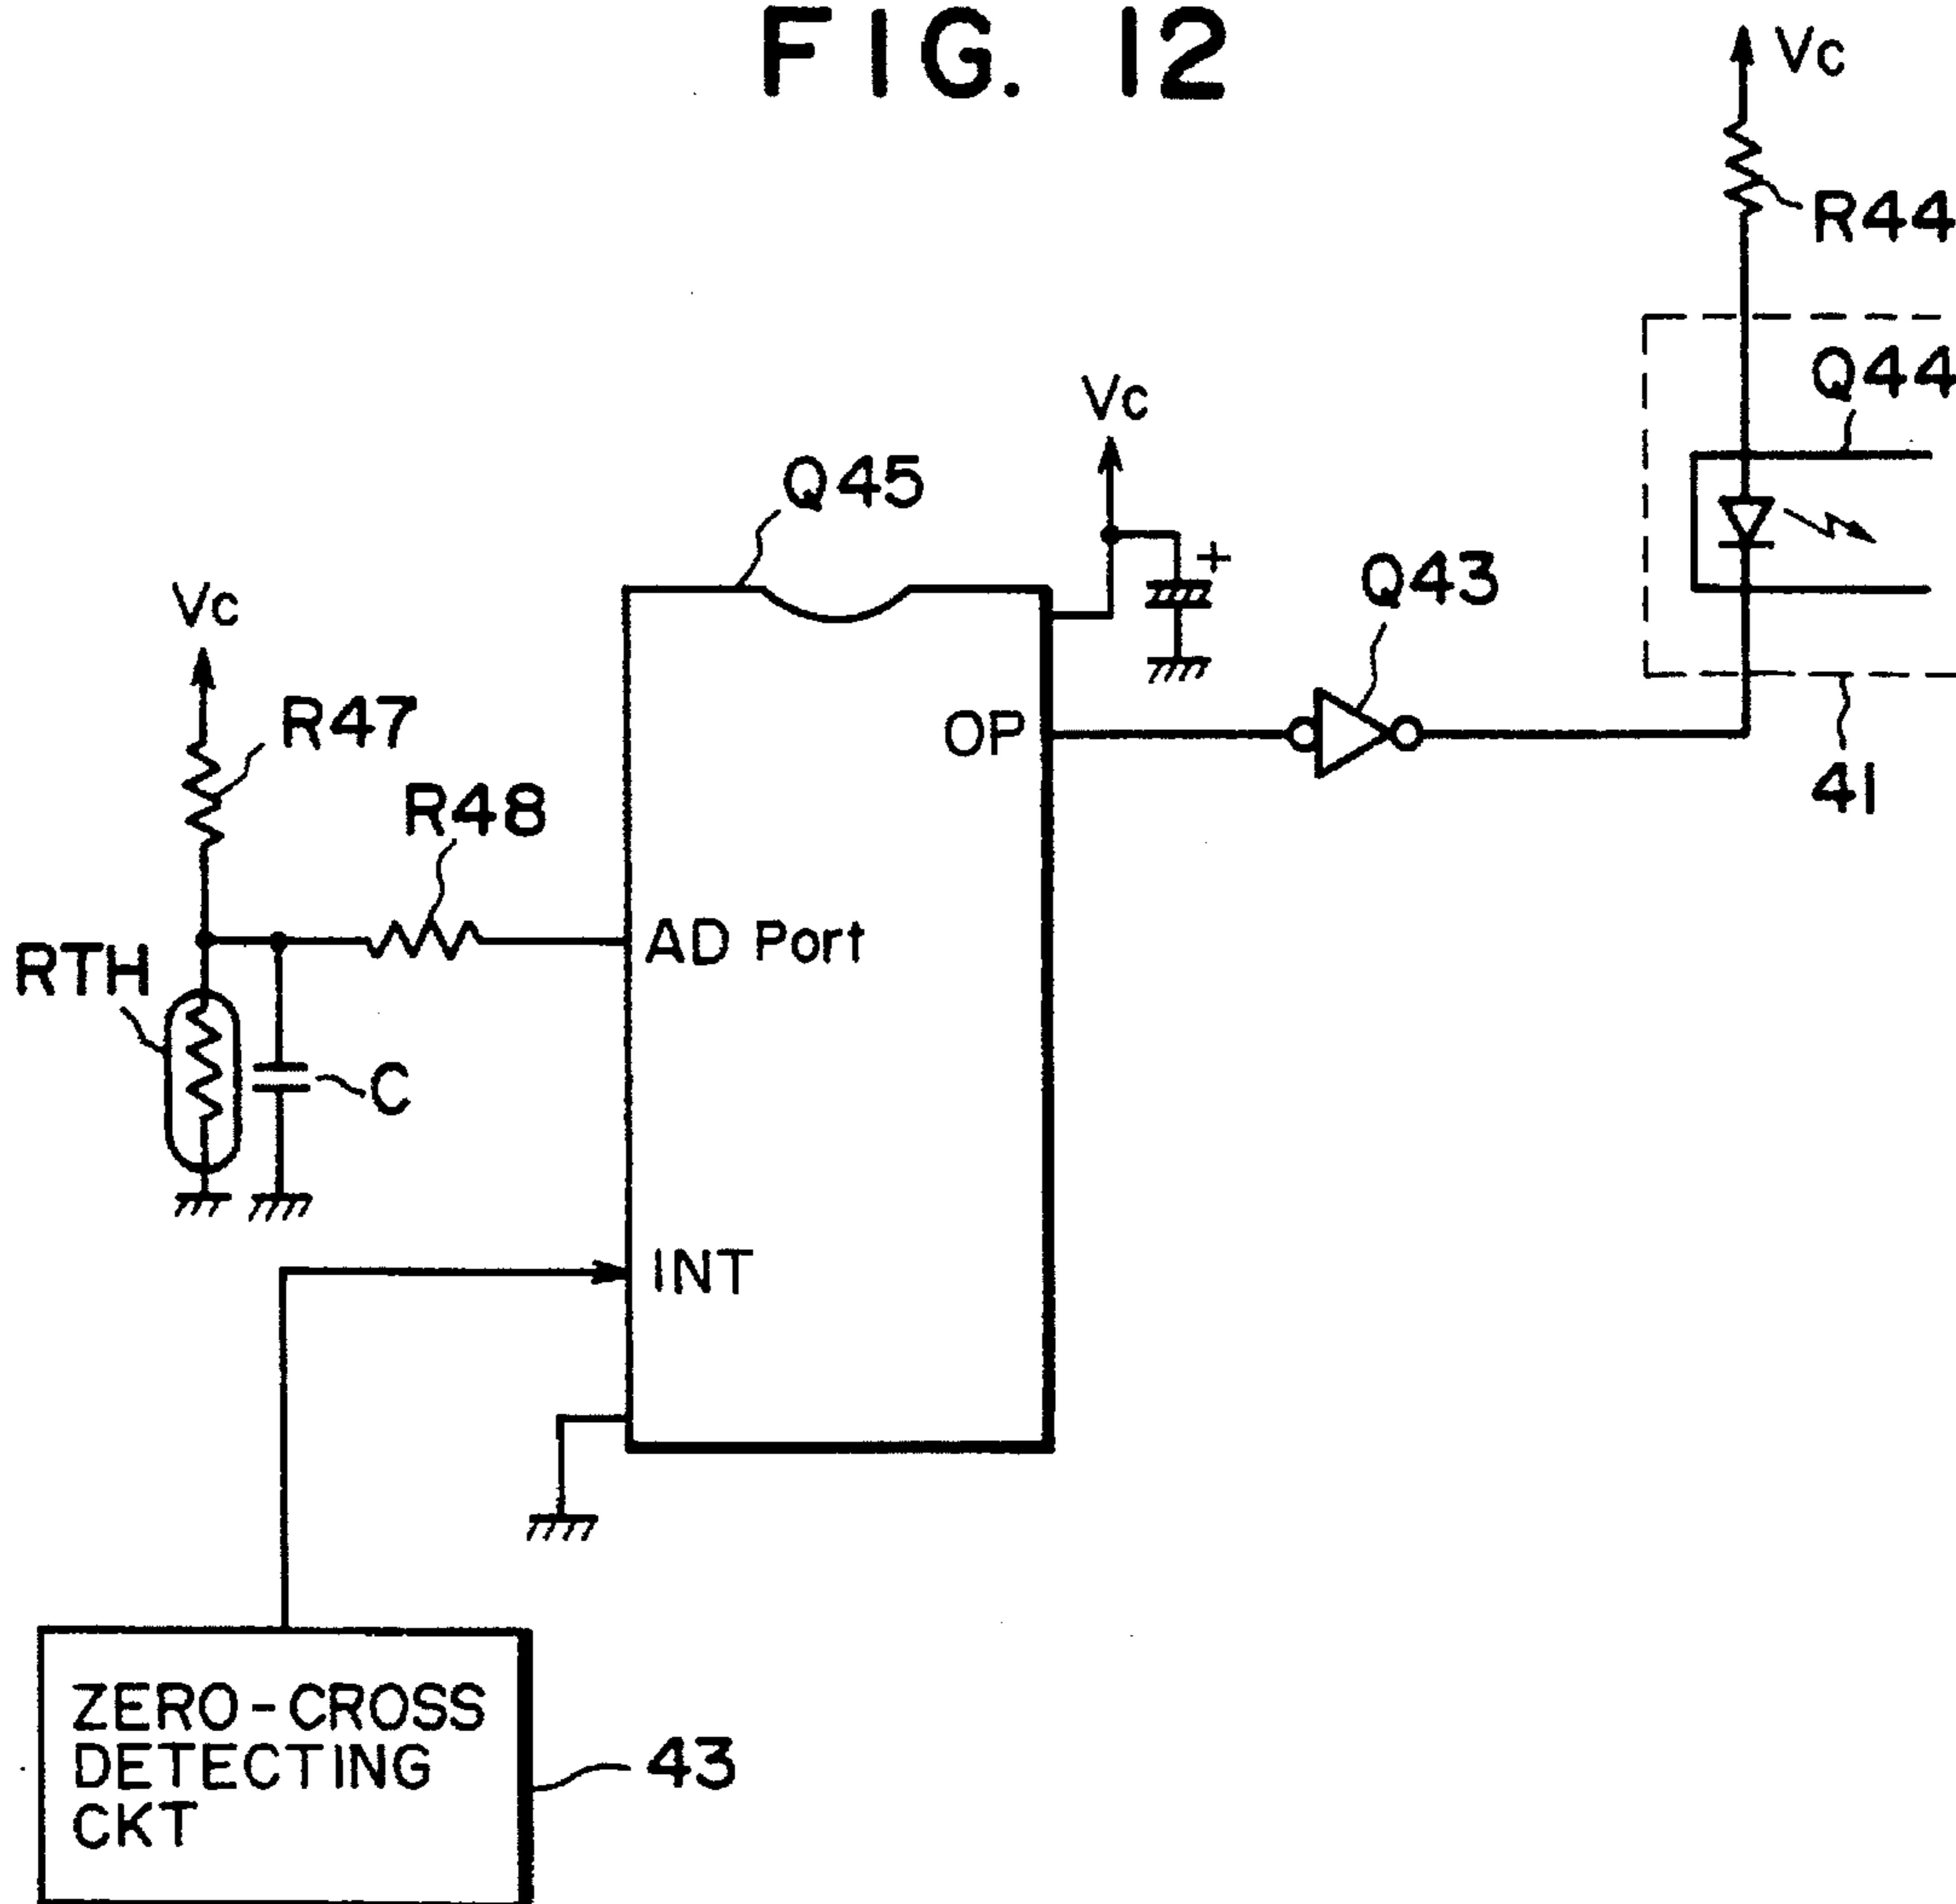 FIG. 12
Vc
R44
Q44
Vc
Q45
+
Q43
Vc
R47
OP
R48
41
AD Port
RTH
C
INT
ZERO-CROSS
DETECTING
CKT
43